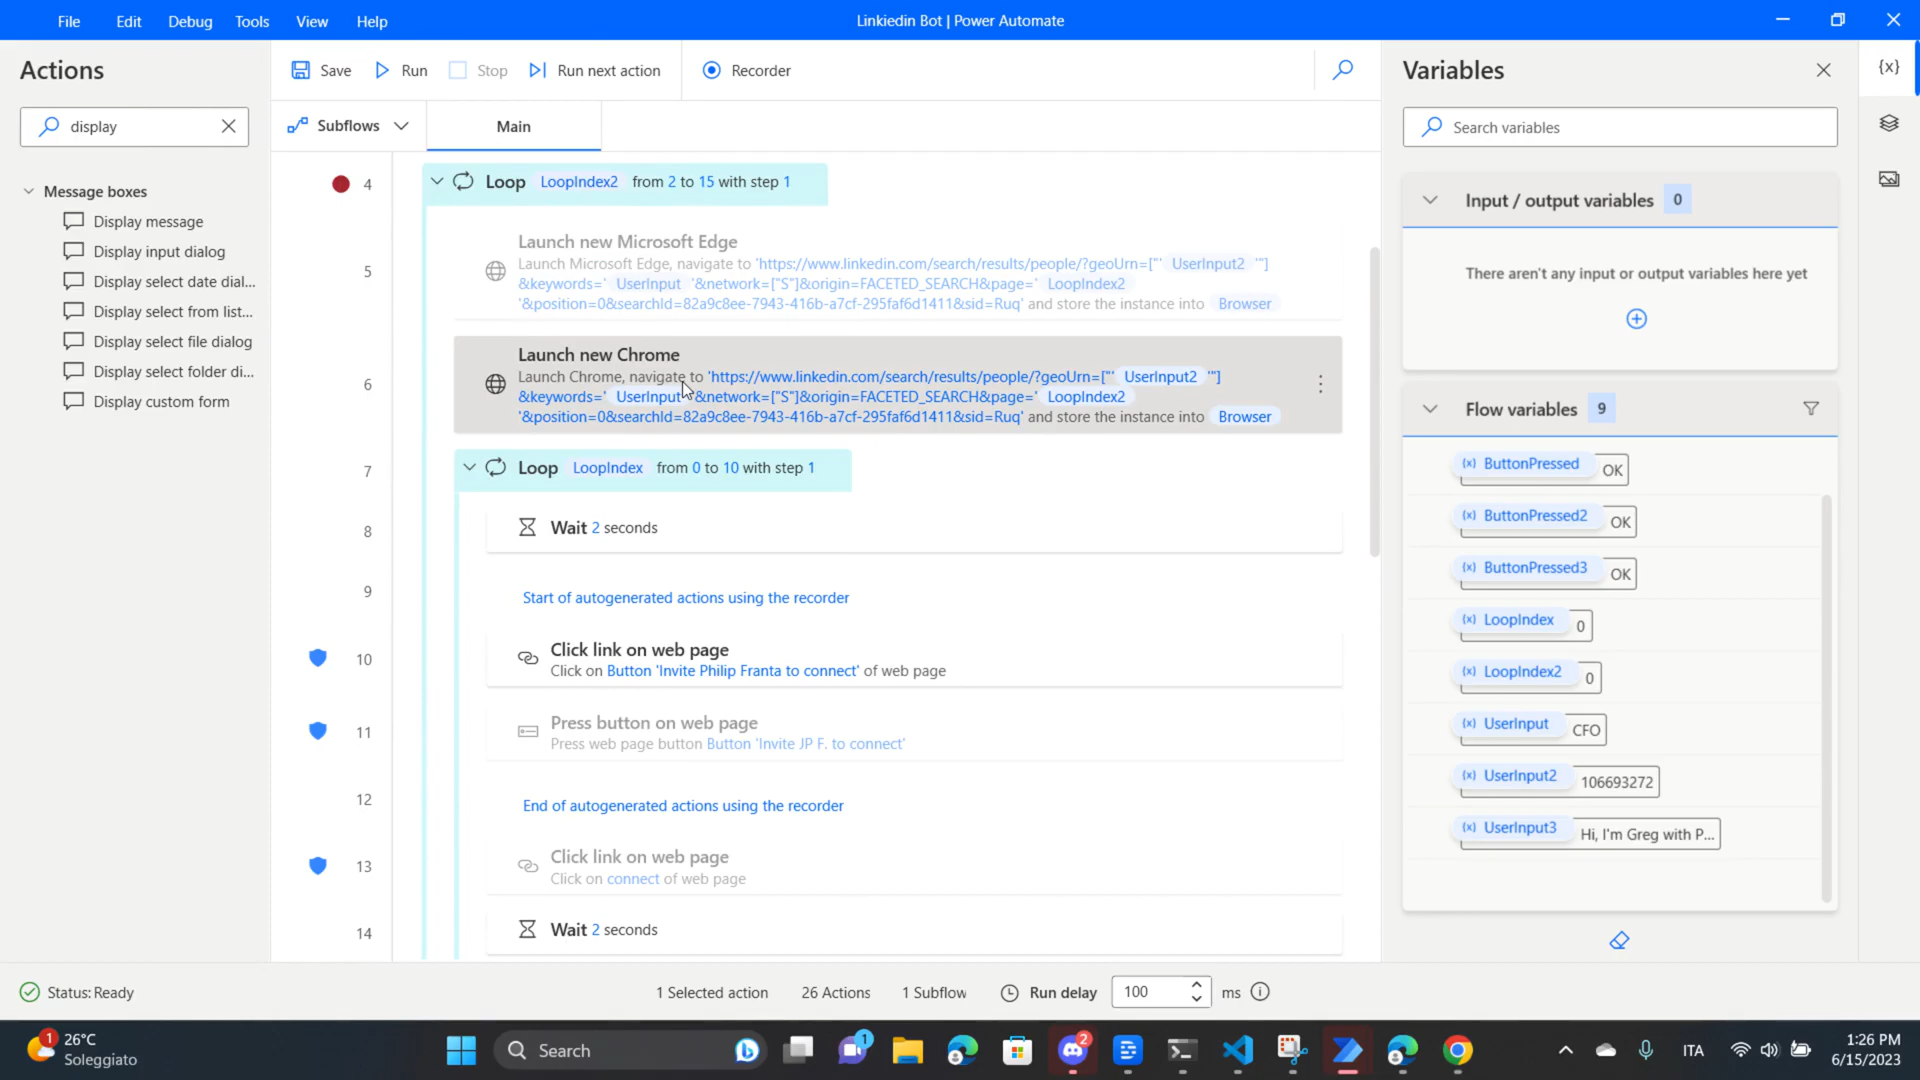 File Edit Debug Tools View Help
Linkiedin Bot | Power Automate
Actions
display
Message boxes
Display message
Display input dialog
Display select date dial...
Display select from list...
Display select file dialog
Display select folder di...
Display custom form
Save Run Stop Run next action Recorder
Subflows Main
4 Loop LoopIndex2 from 2 to 15 with step 1
Launch new Microsoft Edge
Launch Microsoft Edge, navigate to 'https://www.linkedin.com/search/results/people/?geoUrn=["' UserInput2 '"]
5
&keywords=' UserInput '&network=["S"]&origin=FACETED_SEARCH&page=' LoopIndex2
'&position=0&searchId=82a9c8ee-7943-416b-a7cf-295faf6d1411&sid=Ruq' and store the instance into Browser
Launch new Chrome
Launch Chrome, navigate to 'https://www.linkedin.com/search/results/people/?geoUrn=["' UserInput2 '"]
6
&keywords=' UserInput '&network=["S"]&origin=FACETED_SEARCH&page=' LoopIndex2
'&position=0&searchId=82a9c8ee-7943-416b-a7cf-295faf6d1411&sid=Ruq' and store the instance into Browser
7 Loop LoopIndex from 0 to 10 with step 1
8 Wait 2 seconds
9 Start of autogenerated actions using the recorder
10 Click link on web page
Click on Button 'Invite Philip Franta to connect' of web page
11 Press button on web page
Press web page button Button 'Invite JP F. to connect'
12 End of autogenerated actions using the recorder
13 Click link on web page
Click on connect of web page
14 Wait 2 seconds
Variables
{x}
Search variables
Input / output variables 0
There aren't any input or output variables here yet
Flow variables 9
(x) ButtonPressed OK
(x) ButtonPressed2 OK
(x) ButtonPressed3 OK
(x) LoopIndex 0
(x) LoopIndex2 0
(x) UserInput CFO
(x) UserInput2 106693272
(x) UserInput3 Hi, I'm Greg with P...
Status: Ready
1 Selected action 26 Actions 1 Subflow Run delay 100 ms
1 26°C
Soleggiato
Search
1
2
ITA
1:26 PM
6/15/2023